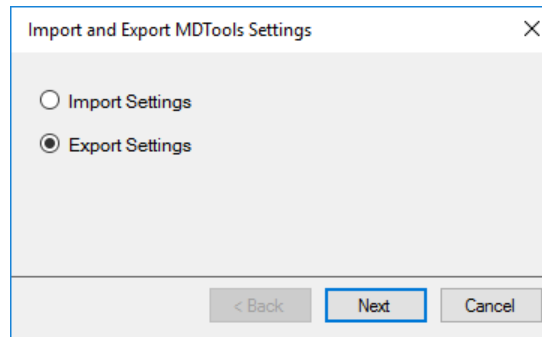 Import and Export MDTools Settings
Import Settings
Export Settings
< Back Next Cancel